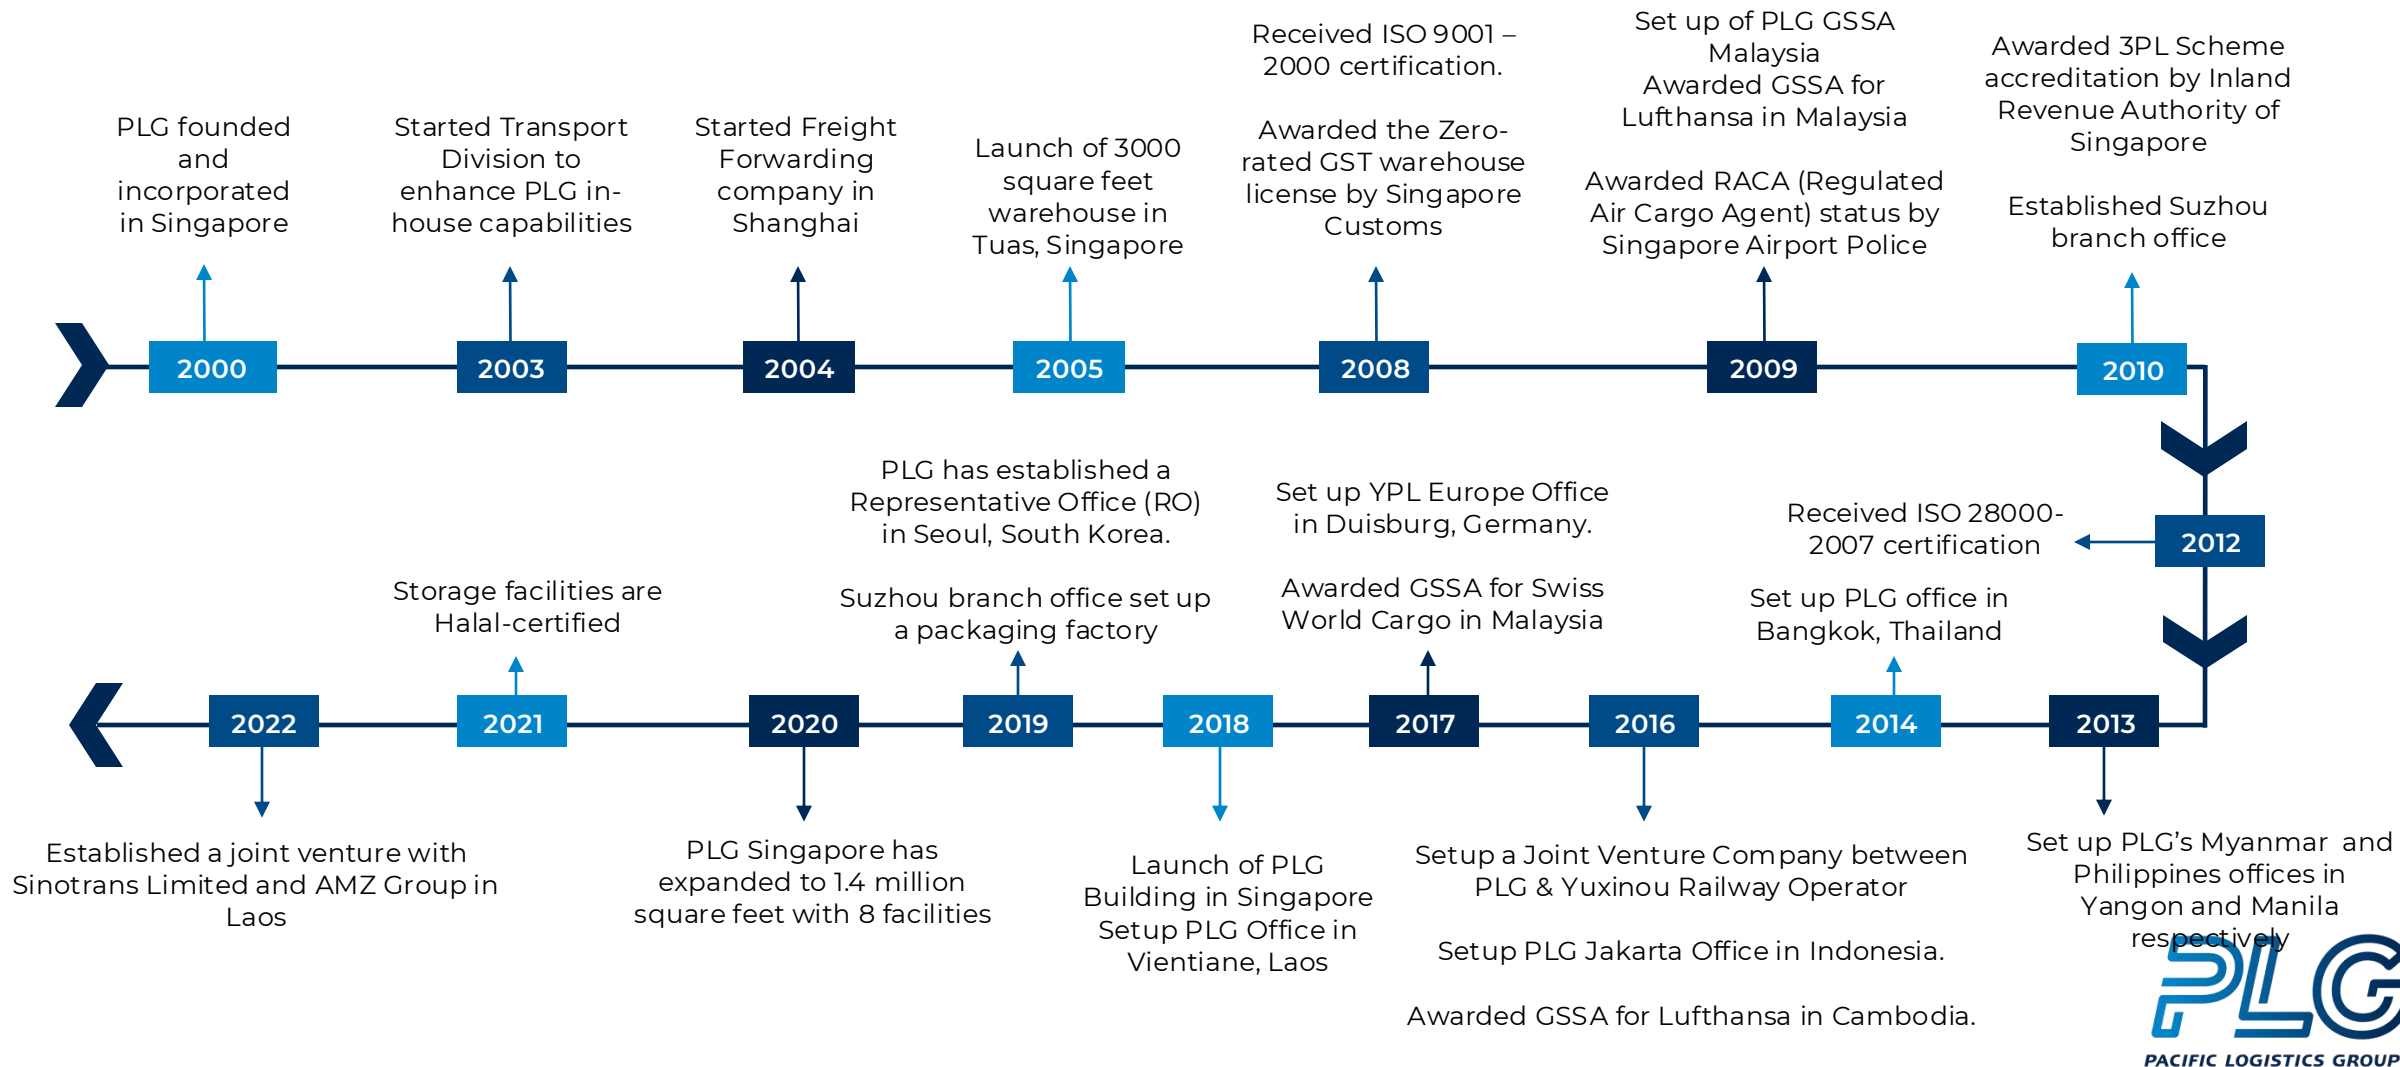 PLG founded
and
incorporated
in Singapore
2000
Started Transport
Division to
enhance PLG in-
house capabilities
2003
Started Freight
Forwarding
company in
Shanghai
2004
Launch of 3000
square feet
warehouse in
Tuas, Singapore
2005
Received ISO 9001 –
2000 certification.
Awarded the Zero-
rated GST warehouse
license by Singapore
Customs
2008
Set up of PLG GSSA
Malaysia
Awarded GSSA for
Lufthansa in Malaysia
Awarded RACA (Regulated
Air Cargo Agent) status by
Singapore Airport Police
2009
Awarded 3PL Scheme
accreditation by Inland
Revenue Authority of
Singapore
Established Suzhou
branch office
2010
Received ISO 28000-
2007 certification
2012
Set up PLG's Myanmar  and
Philippines offices in
Yangon and Manila
respectively
2013
Set up PLG office in
Bangkok, Thailand
2014
Setup a Joint Venture Company between
PLG & Yuxinou Railway Operator
Setup PLG Jakarta Office in Indonesia.
Awarded GSSA for Lufthansa in Cambodia.
2016
Set up YPL Europe Office
in Duisburg, Germany.
Awarded GSSA for Swiss
World Cargo in Malaysia
2017
Launch of PLG
Building in Singapore
Setup PLG Office in
Vientiane, Laos
2018
PLG has established a
Representative Office (RO)
in Seoul, South Korea.
Suzhou branch office set up
a packaging factory
2019
PLG Singapore has
expanded to 1.4 million
square feet with 8 facilities
2020
Storage facilities are
Halal-certified
2021
Established a joint venture with
Sinotrans Limited and AMZ Group in
Laos
2022
PLG
PACIFIC LOGISTICS GROUP